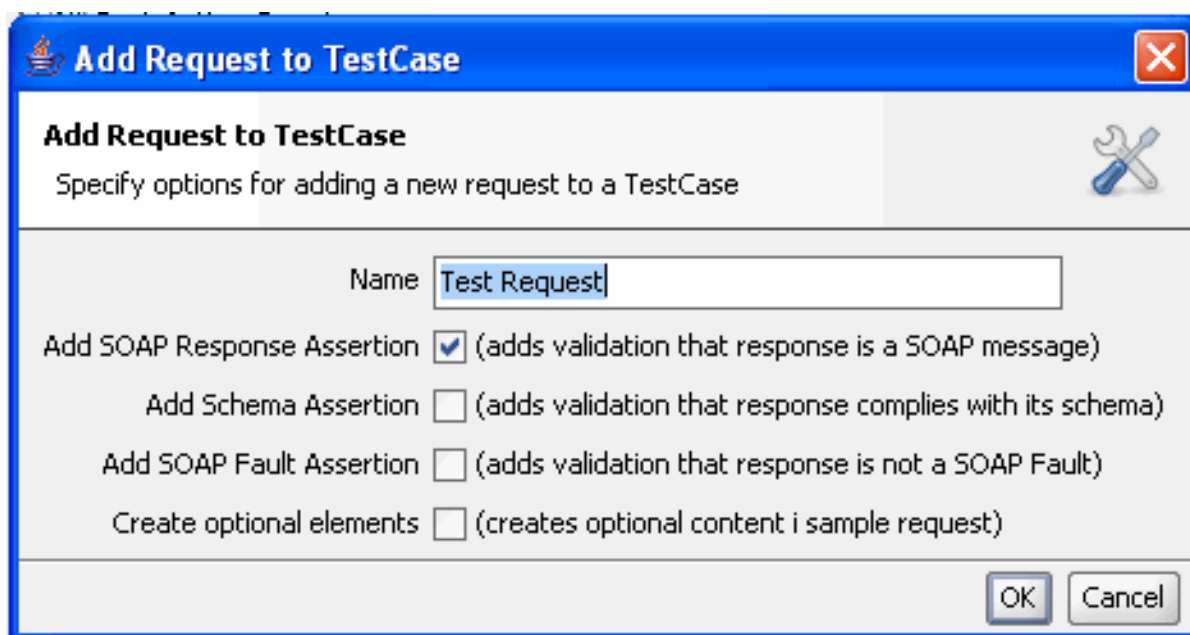 Add Request to TestCase
Add Request to TestCase
Specify options for adding a new request to a TestCase
Name Test Request
Add SOAP Response Assertion (adds validation that response is a SOAP message)
Add Schema Assertion (adds validation that response complies with its schema)
Add SOAP Fault Assertion (adds validation that response is not a SOAP Fault)
Create optional elements (creates optional content i sample request)
OK Cancel